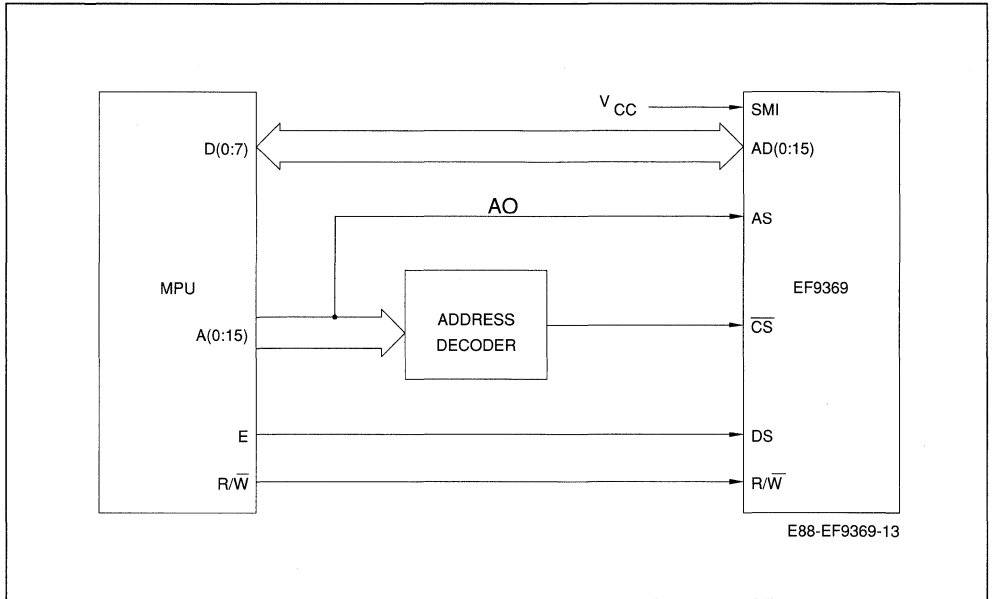 V CC
SMI
D(0:7)
AD(0:15)
AO
AS
MPU
EF9369
A(0:15)
ADDRESS
DECODER
C̅S̅
E
DS
R/W̅
R/W̅
E88-EF9369-13